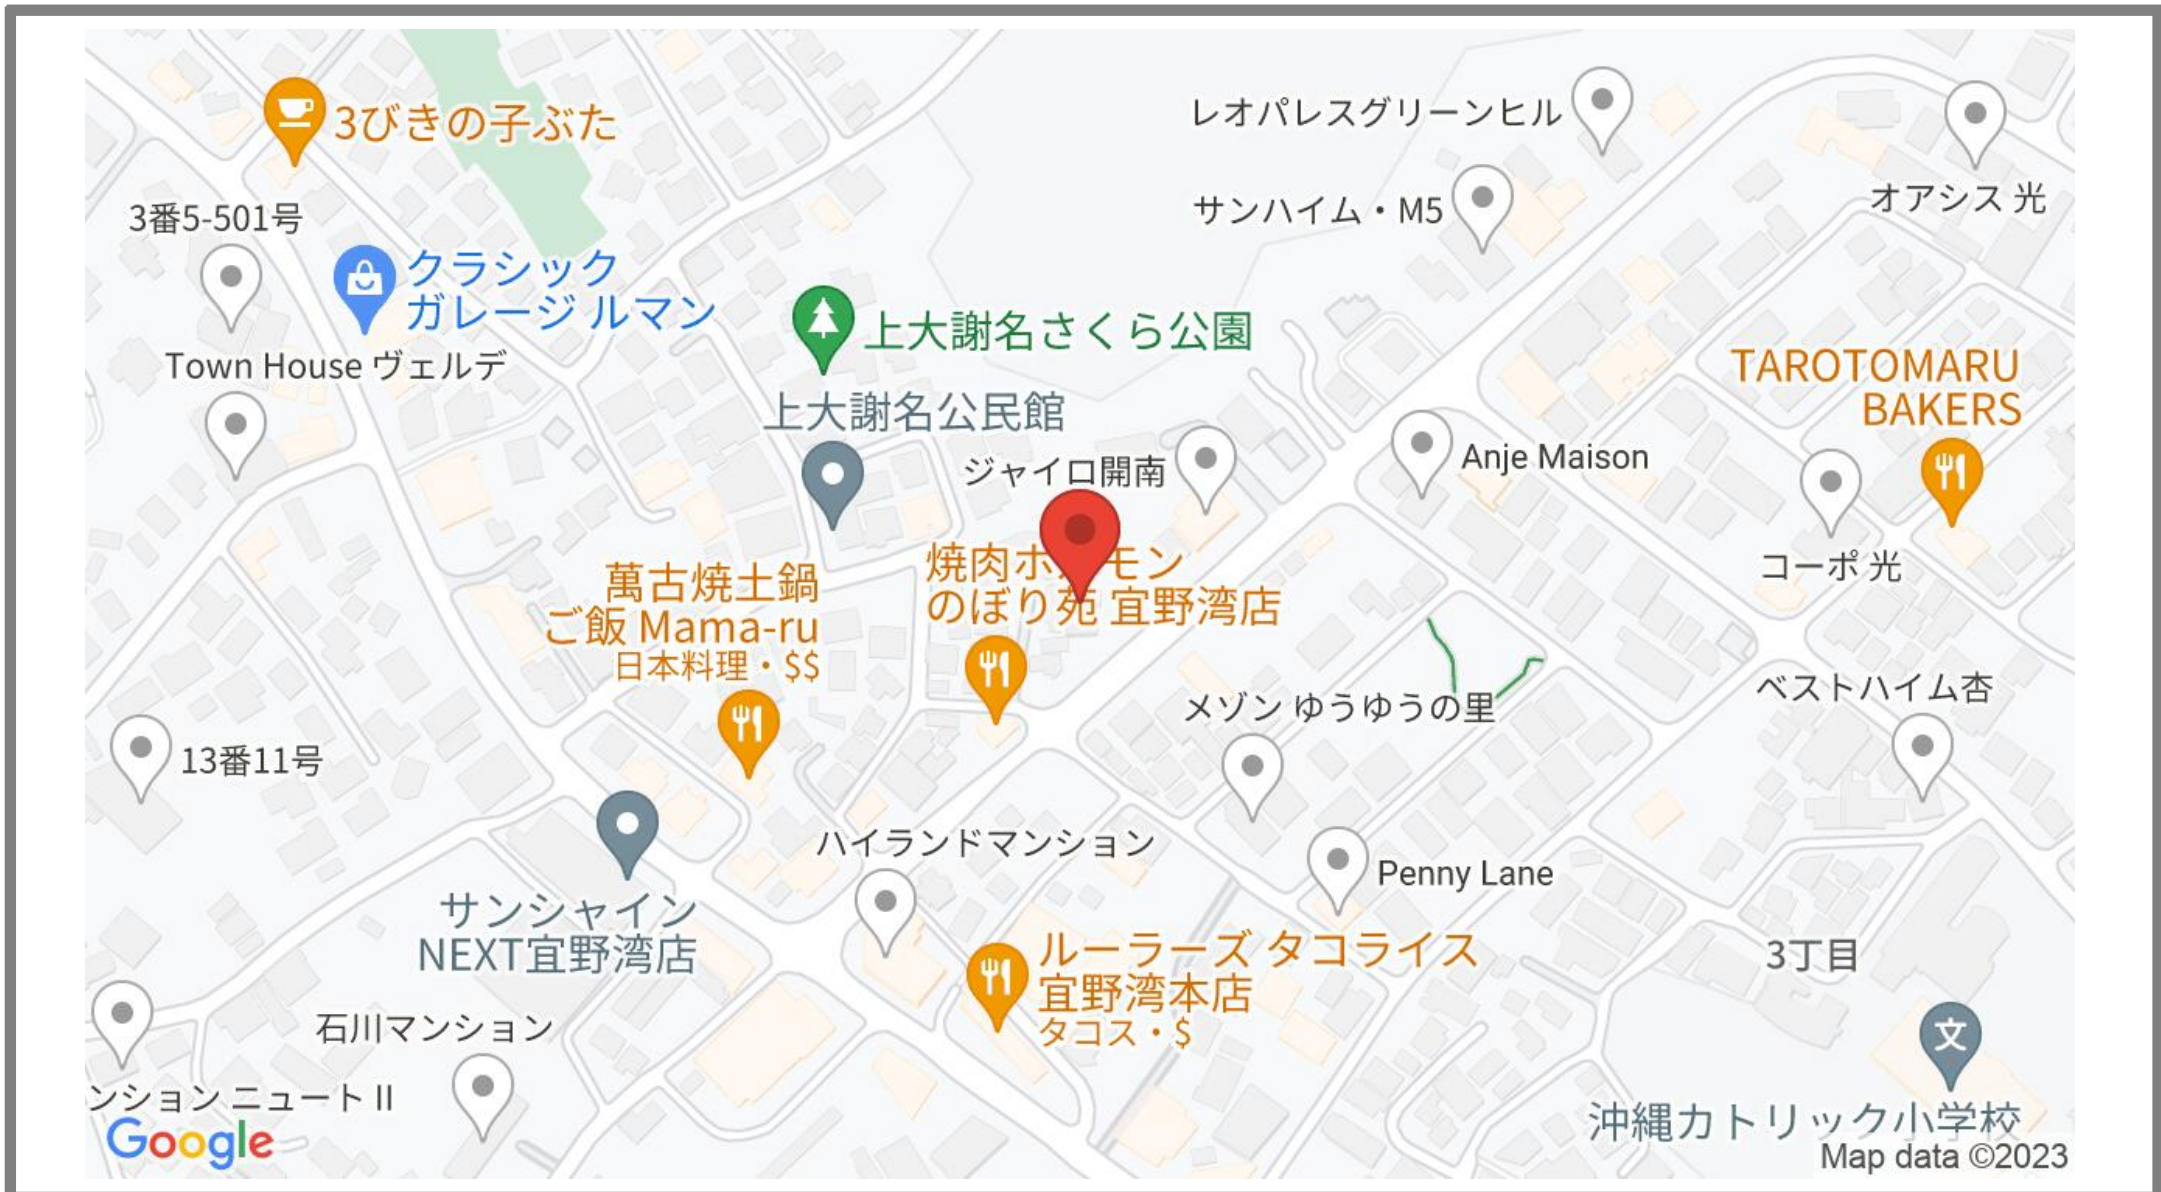 3びきの子ぶた
レオパレスグリーンヒル
サンハイム・M5
オアシス 光
3番5-501号
クラシック
ガレージ ルマン
上大謝名さくら公園
Town House ヴェルデ
上大謝名公民館
ジャイロ開南
Anje Maison
TAROTOMARU
BAKERS
コーポ 光
萬古焼土鍋
ご飯 Mama-ru
日本料理・$$
焼肉ホ モン
のぼり苑 宜野湾店
メゾン ゆうゆうの里
ベストハイム杏
13番11号
ハイランドマンション
Penny Lane
サンシャイン
NEXT宜野湾店
ルーラーズ タコライス
宜野湾本店
タコス・$
3丁目
石川マンション
ンション ニュート II
文
沖縄カトリック小学校
Google
Map data ©2023